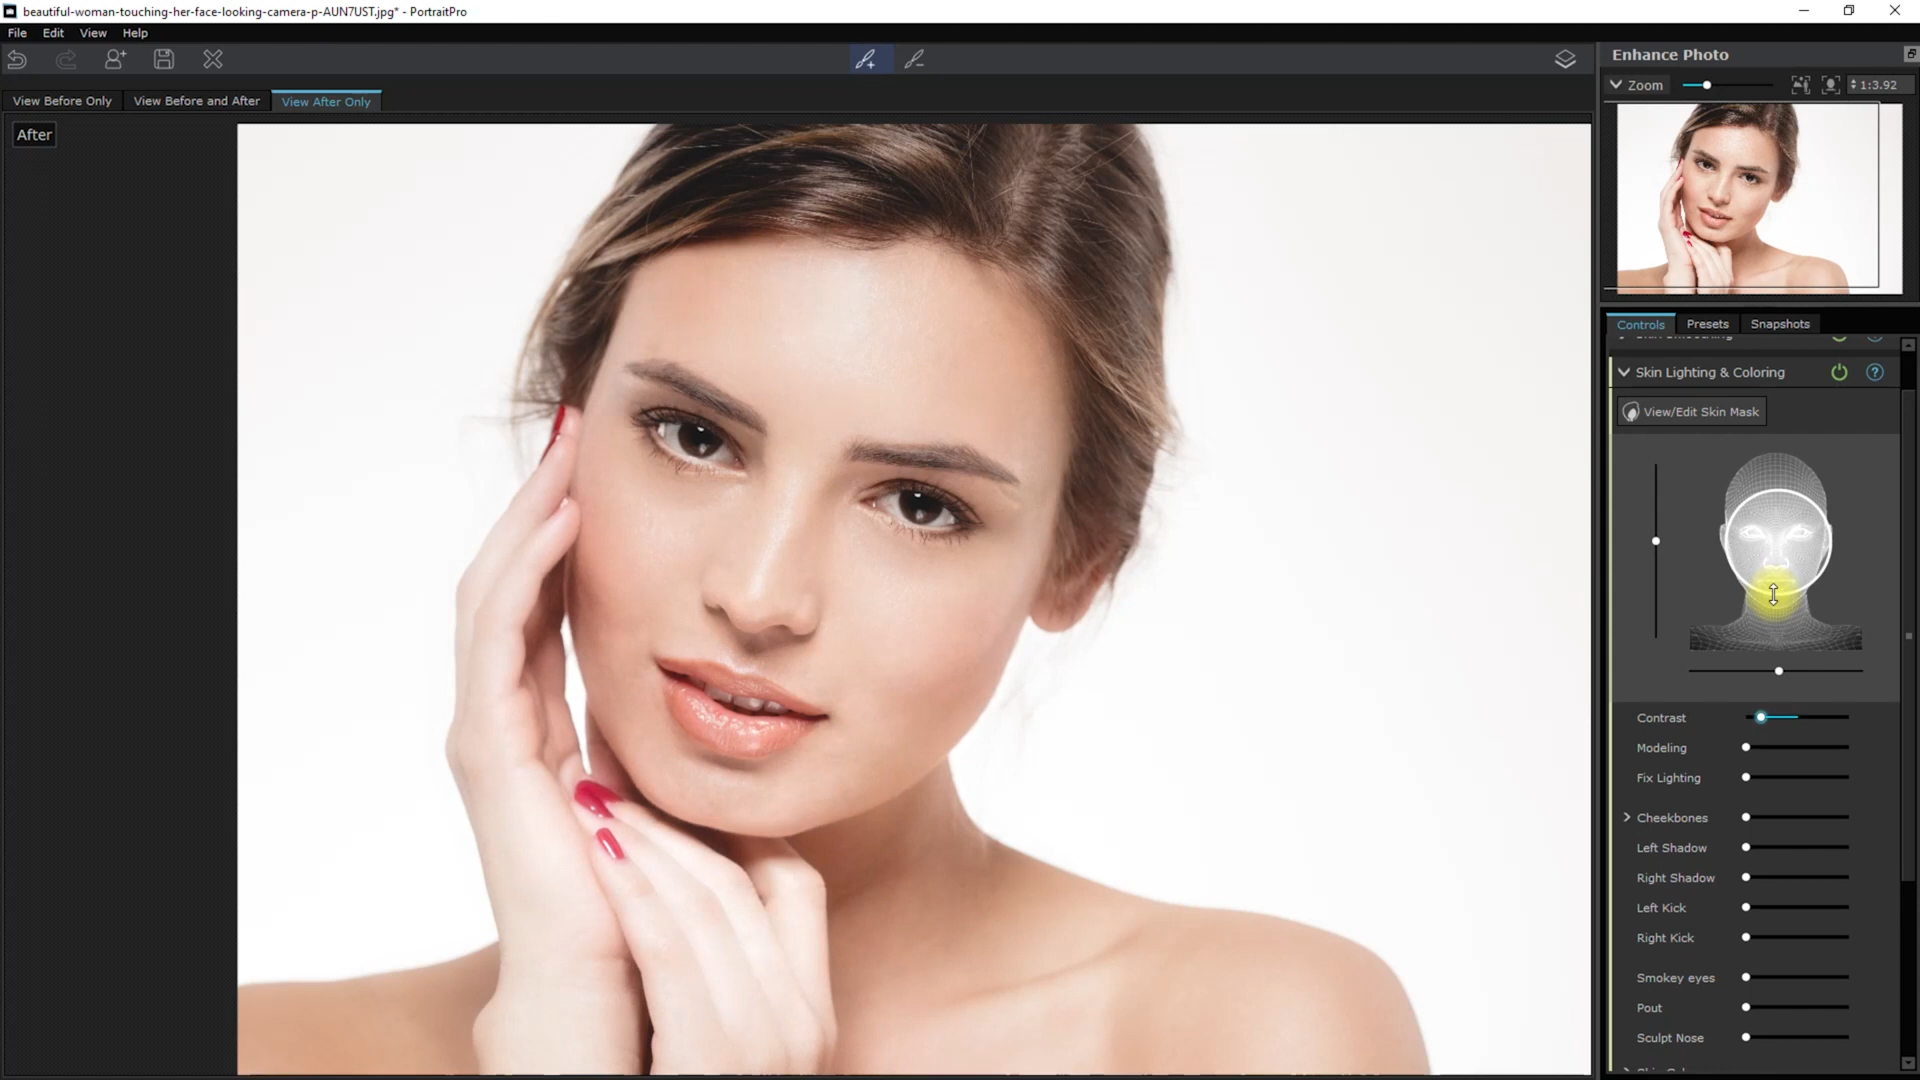 beautiful-woman-touching-her-face-looking-camera-p-AUN7UST.jpg* - PortraitPro
File Edit View Help
Enhance Photo
Zoom 1:3.92
View Before Only View Before and After View After Only
After
Controls Presets Snapshots
Skin Smoothing
Skin Lighting & Coloring ?
View/Edit Skin Mask
Contrast
Modeling
Fix Lighting
Cheekbones
Left Shadow
Right Shadow
Left Kick
Right Kick
Smokey eyes
Pout
Sculpt Nose